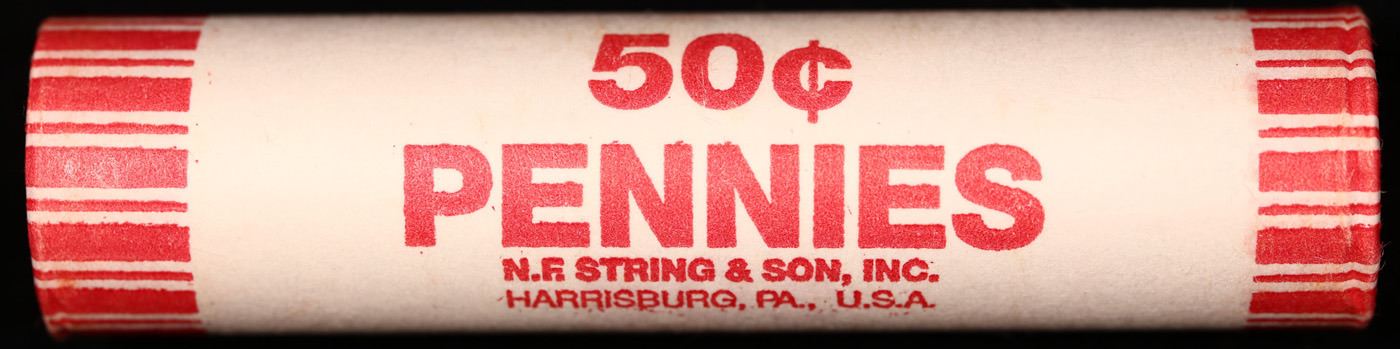 50¢
PENNIES
N.F. STRING & SON, INC.
HARRISBURG, PA., U.S.A.